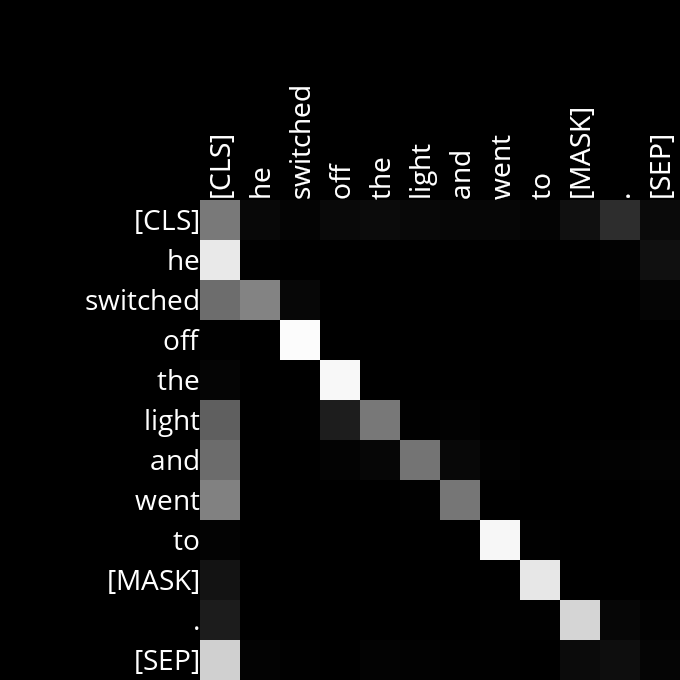 [CLS] he switched off the light and went to [MASK] . [SEP]
[CLS]
he
switched
off
the
light
and
went
to
[MASK]
.
[SEP]